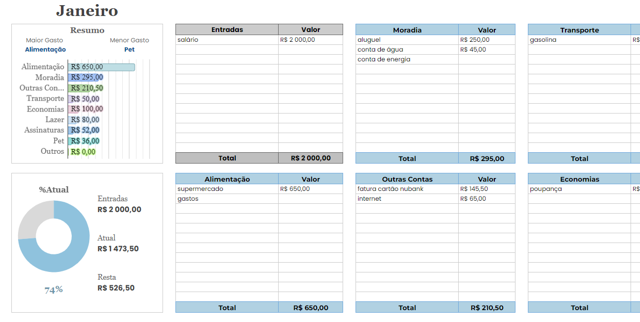 Janeiro
Resumo
Maior Gasto Menor Gasto
Alimentação Pet
Alimentação R$ 650,00
Moradia R$ 295,00
Outras Con... R$ 210,50
Transporte R$ 50,00
Economias R$ 100,00
Lazer R$ 80,00
Assinaturas R$ 52,00
Pet R$ 36,00
Outros R$ 0,00
Entradas Valor
salário R$ 2 000,00
Total R$ 2 000,00
Moradia Valor
aluguel R$ 250,00
conta de água R$ 45,00
conta de energia
Total R$ 295,00
Transporte
gasolina R$
Total
%Atual
74%
Entradas
R$ 2 000,00
Atual
R$ 1 473,50
Resta
R$ 526,50
Alimentação Valor
supermercado R$ 650,00
gastos
Total R$ 650,00
Outras Contas Valor
fatura cartão nubank R$ 145,50
internet R$ 65,00
Total R$ 210,50
Economias
poupança R$
Total